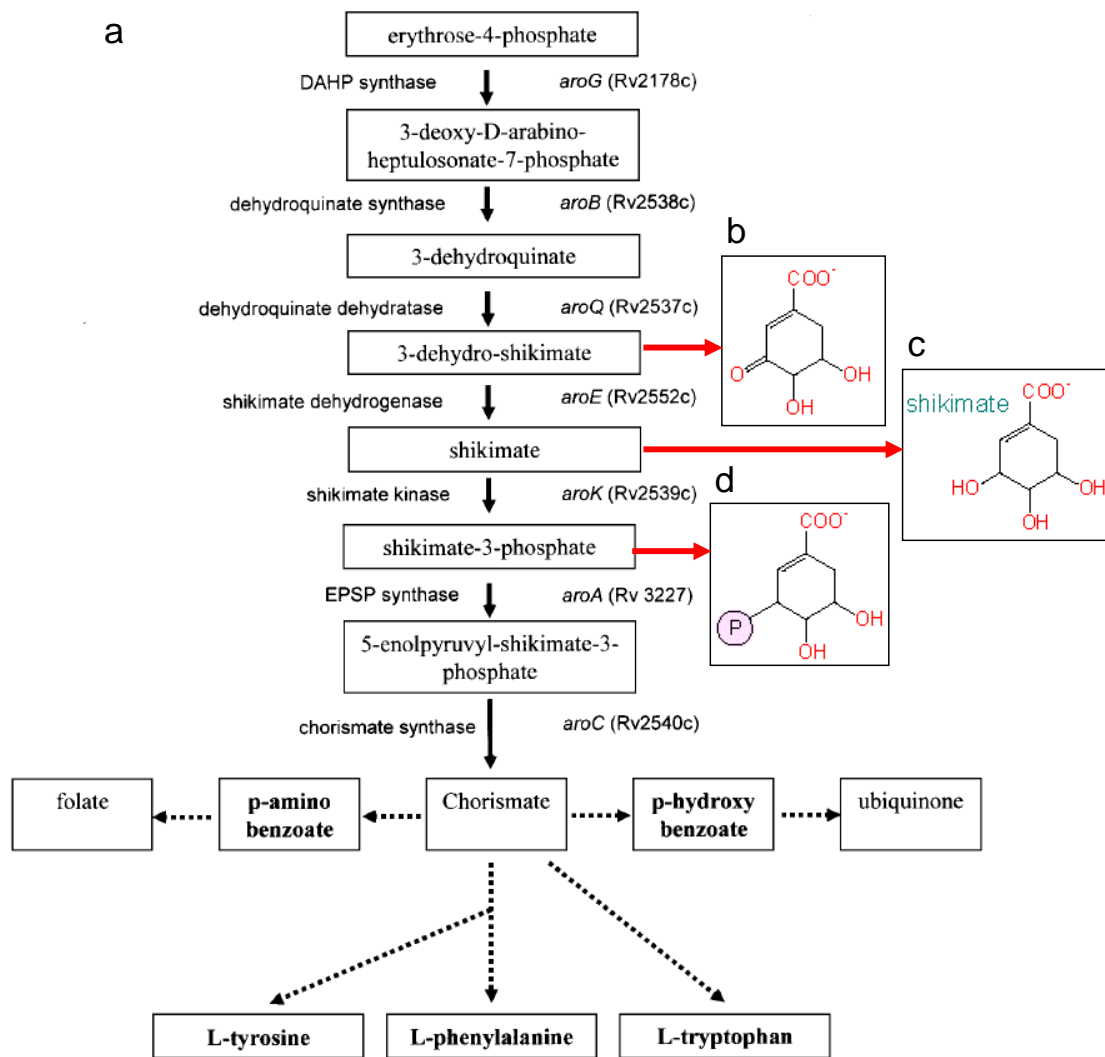 a
erythrose-4-phosphate
DAHP synthase
aroG (Rv2178c)
3-deoxy-D-arabino-
heptulosonate-7-phosphate
dehydroquinate synthase
aroB (Rv2538c)
3-dehydroquinate
dehydroquinate dehydratase
aroQ (Rv2537c)
3-dehydro-shikimate
shikimate dehydrogenase
aroE (Rv2552c)
shikimate
shikimate kinase
aroK (Rv2539c)
shikimate-3-phosphate
EPSP synthase
aroA (Rv 3227)
5-enolpyruvyl-shikimate-3-
phosphate
chorismate synthase
aroC (Rv2540c)
b
COO-
O
OH
OH
c
shikimate
COO-
OH
OH
OH
d
COO-
P
OH
OH
folate
p-amino
benzoate
Chorismate
p-hydroxy
benzoate
ubiquinone
L-tyrosine
L-phenylalanine
L-tryptophan